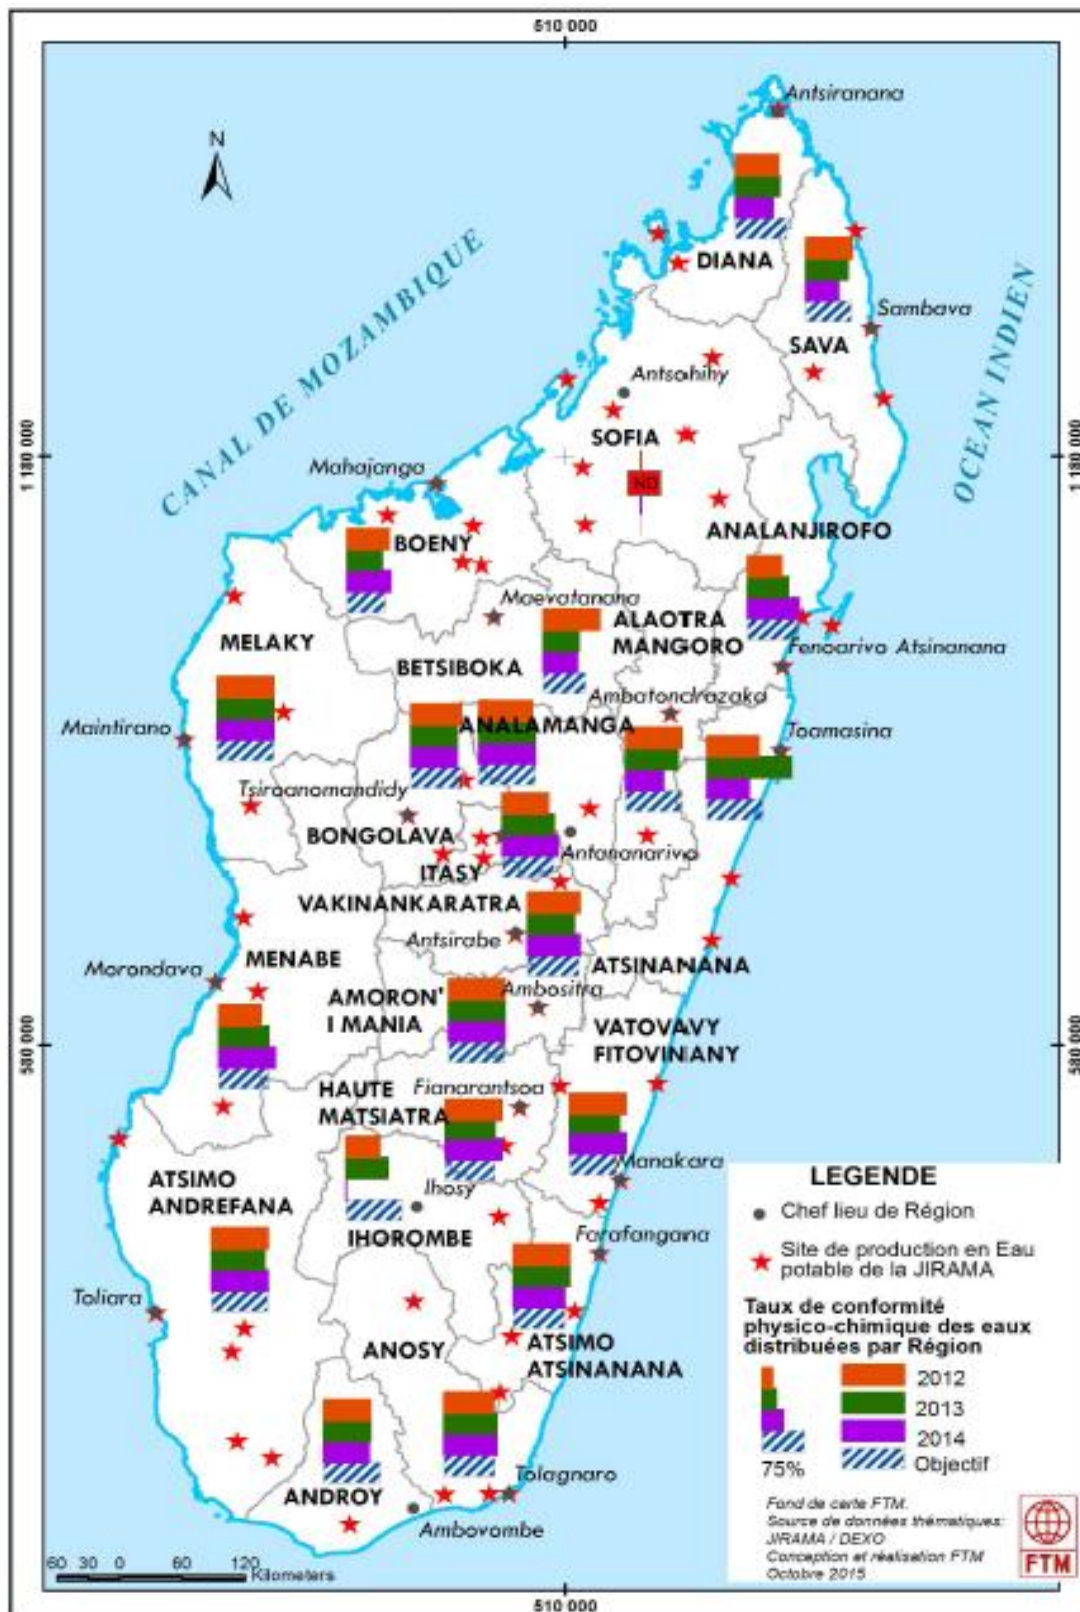 510 000
N
Antsiranana
DIANA
CANAL DE MOZAMBIQUE
OCEAN INDIEN
Sambava
SAVA
Antsohihy
SOFIA
1 180 000
1 180 000
Mahajanga
ND
ANALANJIROFO
BOENY
Maevatanana
ALAOTRA
MANGORO
MELAKY
BETSIBOKA
Fenoarivo Atsinanana
Ambatondrazaka
ANALAMANGA
Maintirano
Toamasina
Tsiroanomandidy
BONGOLAVA
Antananarivo
ITASY
VAKINANKARATRA
Antsirabe
MENABE
ATSINANANA
Morondava
AMORON'
I MANIA
Ambositra
VATOVAVY
FITOVINANY
580 000
580 000
HAUTE
MATSIATRA
Fianarantsoa
Manakara
ATSIMO
ANDREFANA
Ihosy
IHOROMBE
Farafangana
Toliara
ANOSY
ATSIMO
ATSINANANA
ANDROY
Tolagnaro
Ambovombe
LEGENDE
Chef lieu de Région
Site de production en Eau
potable de la JIRAMA
Taux de conformité
physico-chimique des eaux
distribuées par Région
2012
2013
2014
Objectif
75%
Fond de carte FTM.
Source de données thématiques:
JIRAMA / DEXO
Conception et réalisation FTM
Octobre 2015
FTM
60 30 0 60 120
Kilometers
510 000